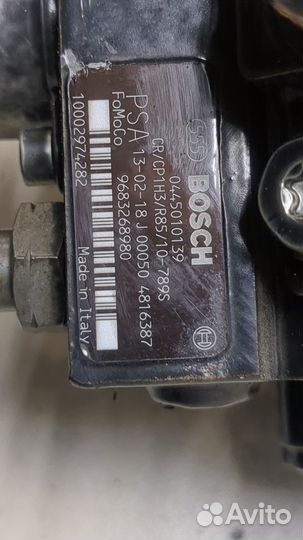 BOSCH
0445010139
CR/CP1H3/R85/10-789S
PSA 13-02-18 J 00050 4816387
FoMoCo 9683268980
10002974282 Made in Italy
Avito